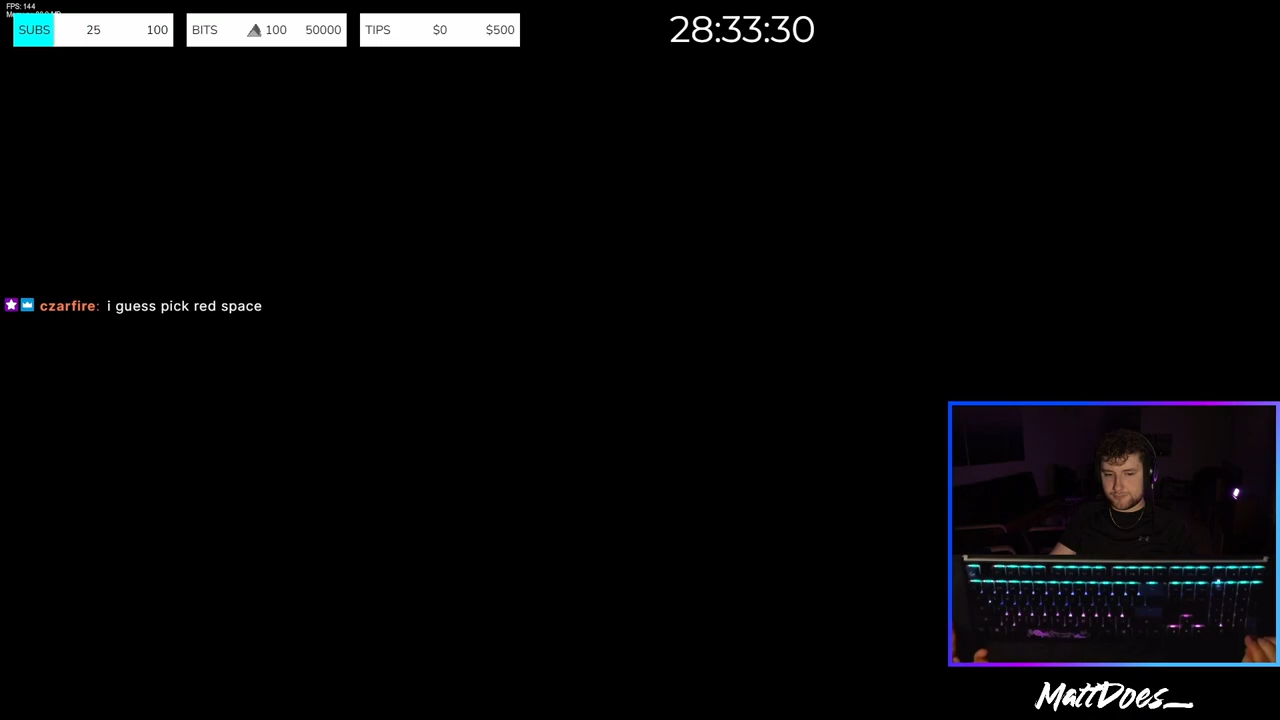 FPS: 144
SUBS 25 100
BITS 100 50000
TIPS $0 $500
28:33:30
czarfire: i guess pick red space
MattDoes_